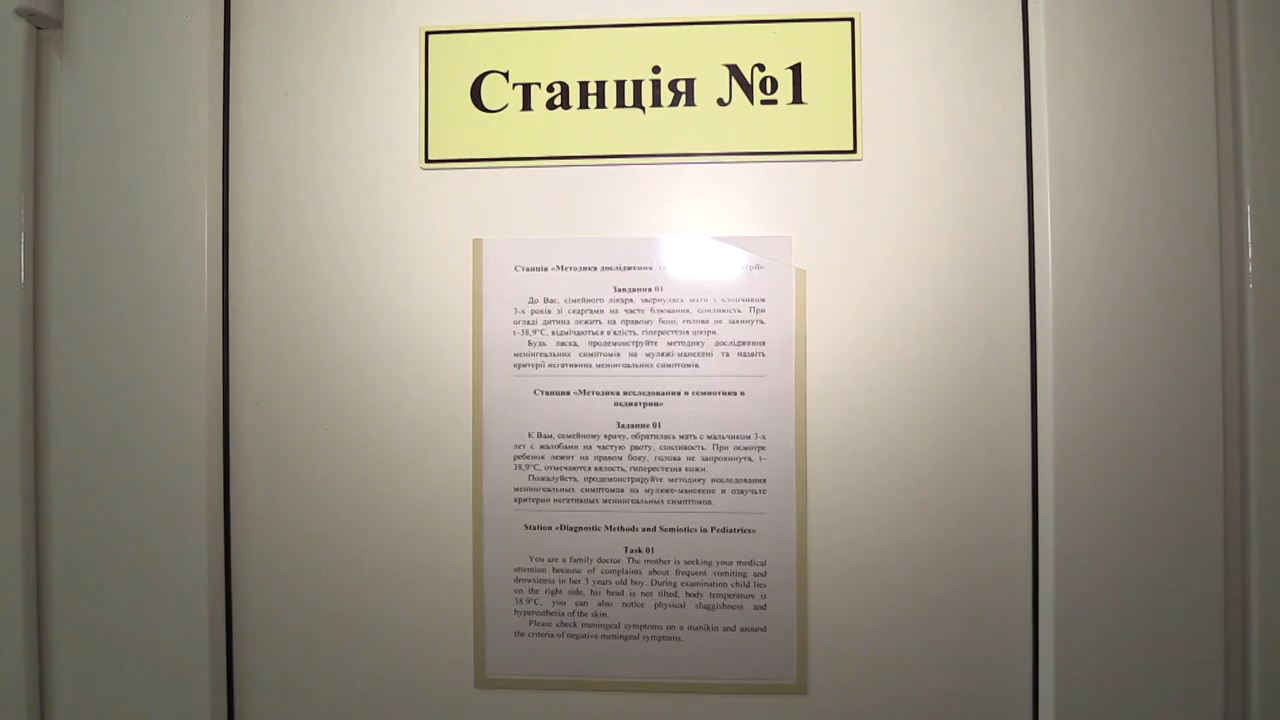 Станція №1
Станція «Методика дослідження та
Завдання 01
До Вас, сімейного лікаря, звернулась мати з хлопчиком
3-х років зі скаргами на часте блювання, сонливість. При
огляді дитина лежить на правому боці, голова не закинута,
t-38,9°С, відмічаються в'ялість, гіперестезія шкіри.
Будь ласка, продемонструйте методику дослідження
менінгеальних симптомів на муляжі-манекені та назвіть
критерії негативних менінгеальних симптомів.
Станция «Методика исследования и семиотика в
педиатрии»
Задание 01
К Вам, семейному врачу, обратилась мать с мальчиком 3-х
лет с жалобами на частую рвоту, сонливость. При осмотре
ребенок лежит на правом боку, голова не запрокинута, t–
38,9°С, отмечаются вялость, гиперестезия кожи.
Пожалуйста, продемонстрируйте методику исследования
менингеальных симптомов на муляже-манекене и озвучьте
критерии негативных менингеальных симптомов.
Station «Diagnostic Methods and Semiotics in Pediatrics»
Task 01
You are a family doctor. The mother is seeking your medical
attention because of complaints about frequent vomiting and
drowsiness in her 3 years old boy. During examination child lies
on the right side, his head is not tilted, body temperature is
38,9°C, you can also notice physical sluggishness and
hyperesthesia of the skin.
Please check meningeal symptoms on a manikin and asound
the criteria of negative meningeal symptoms.